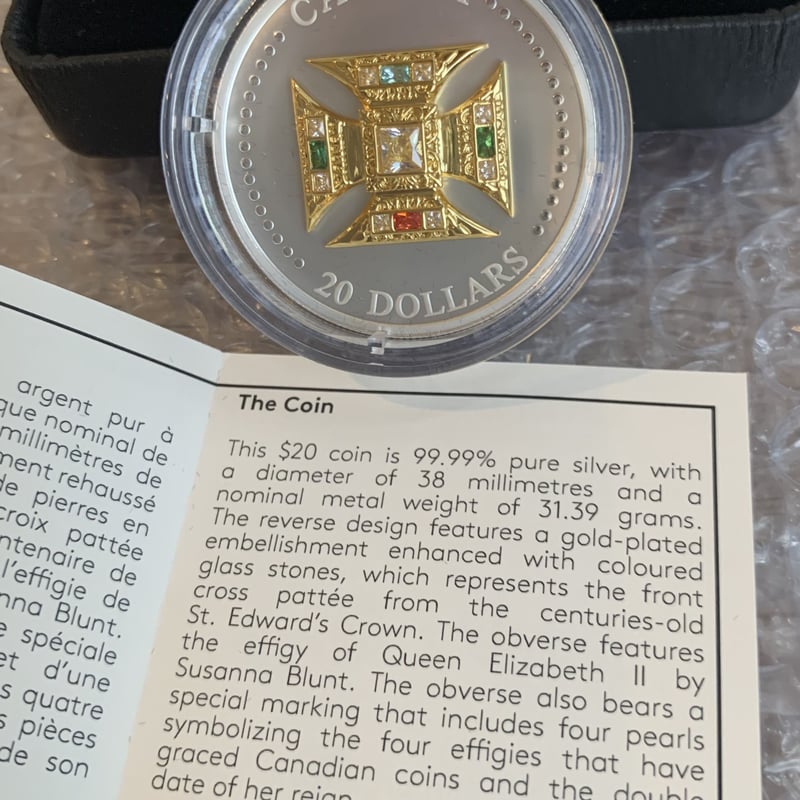 20 DOLLARS
argent pur à
que nominal de
millimètres de
ment rehaussé
de pierres en
croix pattée
ntenaire de
l'effigie de
nna Blunt.
e spéciale
et d'une
s quatre
s pièces
de son
The Coin
This $20 coin is 99.99% pure silver, with
a diameter of 38 millimetres and a
nominal metal weight of 31.39 grams.
The reverse design features a gold-plated
embellishment enhanced with coloured
glass stones, which represents the front
cross pattée from the centuries-old
St. Edward's Crown. The obverse features
the effigy of Queen Elizabeth II by
Susanna Blunt. The obverse also bears a
special marking that includes four pearls
symbolizing the four effigies that have
graced Canadian coins and the double
date of her reign